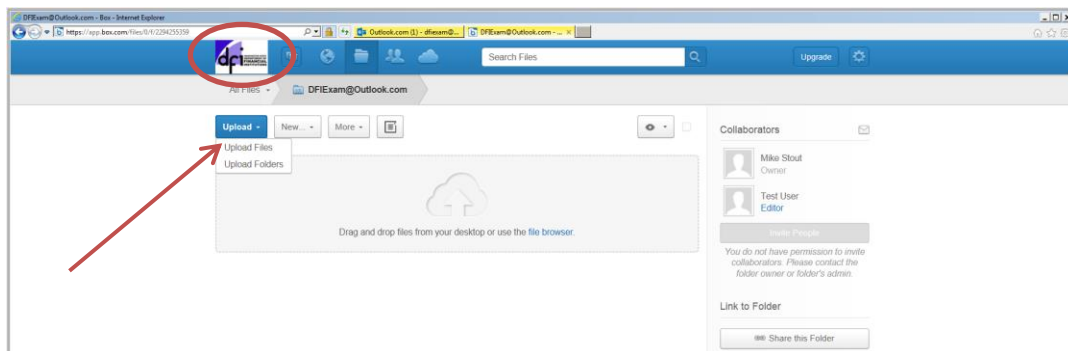 DFIExam@Outlook.com - Box - Internet Explorer
https://app.box.com/files/0/f/2294255359
Outlook.com (1) - dfiexam@...
DFIExam@Outlook.com - ...
dfi
FINANCIAL
INSTITUTIONS
Search Files
Upgrade
All Files
DFIExam@Outlook.com
Upload
New...
More
Upload Files
Upload Folders
Drag and drop files from your desktop or use the file browser.
Collaborators
Mike Stout
Owner
Test User
Editor
Invite People
You do not have permission to invite
collaborators. Please contact the
folder owner or folder's admin.
Link to Folder
Share this Folder